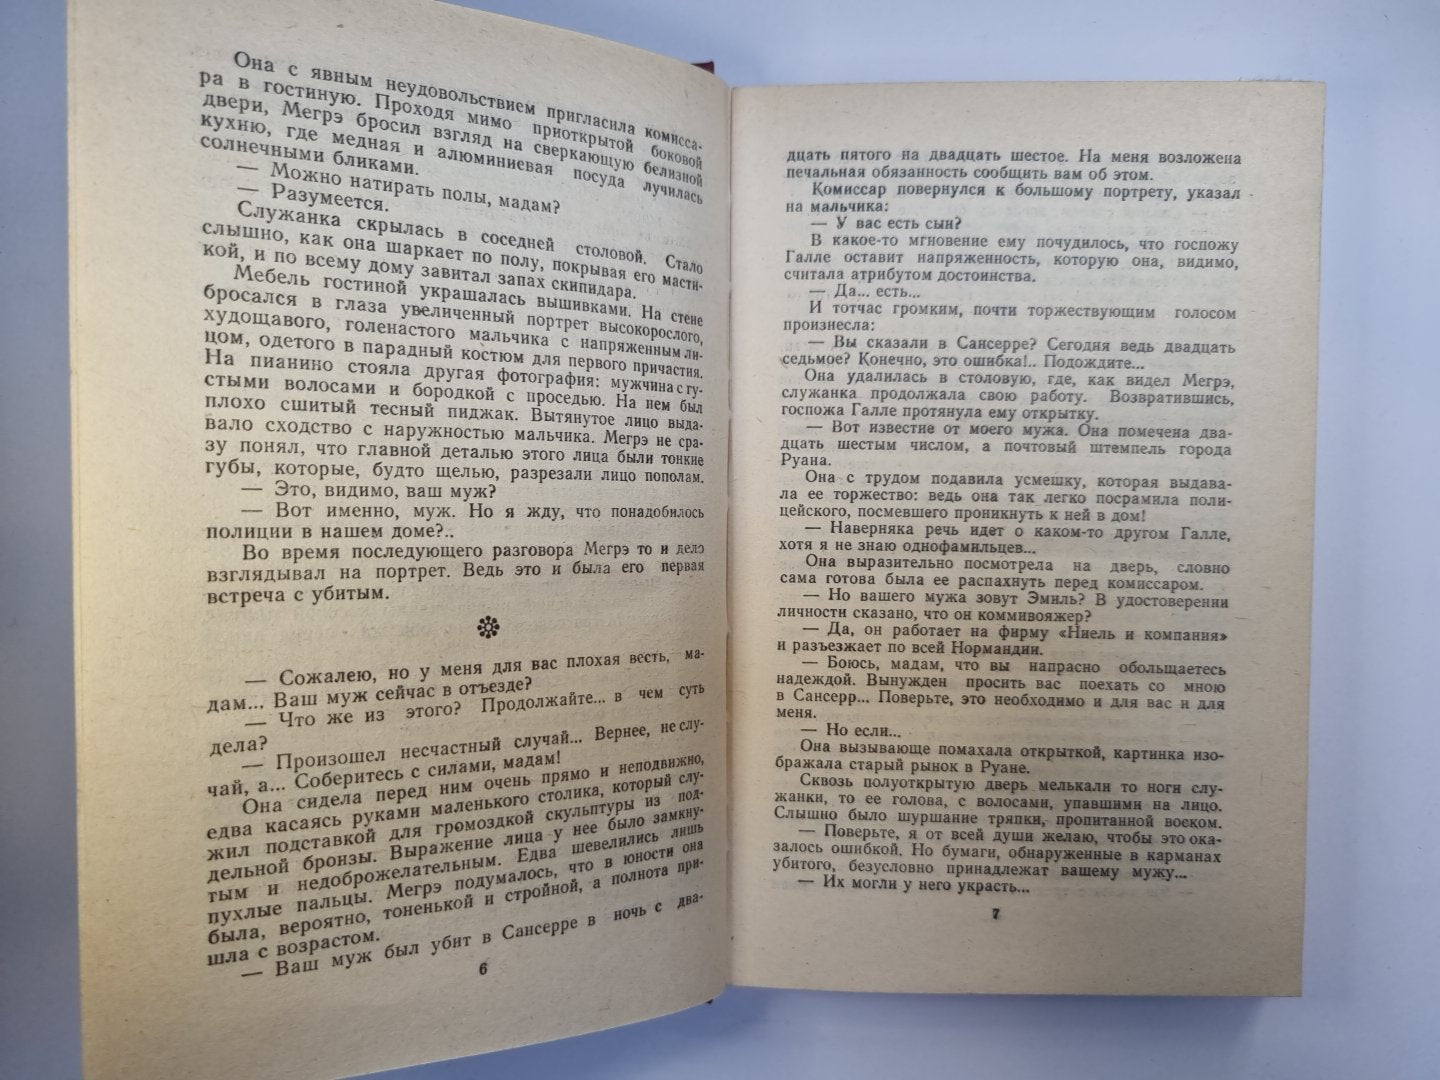 Она с явным неудовольствием пригласила комисса-
ра в гостиную. Проходя мимо приоткрытой боковой
двери, Мегрэ бросил взгляд на сверкающую белизной
кухню, где медная и алюминиевая посуда лучилась
солнечными бликами.
— Можно натирать полы, мадам?
— Разумеется.
Служанка скрылась в соседней столовой. Стало
слышно, как она шаркает по полу, покрывая его масти-
кой, и по всему дому завитал запах скипидара.
Мебель гостиной украшалась вышивками. На стене
бросался в глаза увеличенный портрет высокорослого,
худощавого, голенастого мальчика с напряженным ли-
цом, одетого в парадный костюм для первого причастия.
На пианино стояла другая фотография: мужчина с гу-
стыми волосами и бородкой с проседью. На нем был
плохо сшитый тесный пиджак. Вытянутое лицо выда-
вало сходство с наружностью мальчика. Мегрэ не сра-
зу понял, что главной деталью этого лица были тонкие
губы, которые, будто щелью, разрезали лицо пополам.
— Это, видимо, ваш муж?
— Вот именно, муж. Но я жду, что понадобилось
полиции в нашем доме?..
Во время последующего разговора Мегрэ то и дело
взглядывал на портрет. Ведь это и была его первая
встреча с убитым.
— Сожалею, но у меня для вас плохая весть, ма-
дам... Ваш муж сейчас в отъезде?
— Что же из этого? Продолжайте... в чем суть
дела?
— Произошел несчастный случай... Вернее, не слу-
чай, а... Соберитесь с силами, мадам!
Она сидела перед ним очень прямо и неподвижно,
едва касаясь руками маленького столика, который слу-
жил подставкой для громоздкой скульптуры из под-
дельной бронзы. Выражение лица у нее было замкну-
тым и недоброжелательным. Едва шевелились лишь
пухлые пальцы. Мегрэ подумалось, что в юности она
была, вероятно, тоненькой и стройной, а полнота при-
шла с возрастом.
— Ваш муж был убит в Сансерре в ночь с два-
6
дцать пятого на двадцать шестое. На меня возложена
печальная обязанность сообщить вам об этом.
Комиссар повернулся к большому портрету, указал
на мальчика:
— У вас есть сын?
В какое-то мгновение ему почудилось, что госпожу
Галле оставит напряженность, которую она, видимо,
считала атрибутом достоинства.
— Да... есть...
И тотчас громким, почти торжествующим голосом
произнесла:
— Вы сказали в Сансерре? Сегодня ведь двадцать
седьмое? Конечно, это ошибка!.. Подождите...
Она удалилась в столовую, где, как видел Мегрэ,
служанка продолжала свою работу. Возвратившись,
госпожа Галле протянула ему открытку.
— Вот известие от моего мужа. Она помечена два-
дцать шестым числом, а почтовый штемпель города
Руана.
Она с трудом подавила усмешку, которая выдава-
ла ее торжество: ведь она так легко посрамила поли-
цейского, посмевшего проникнуть к ней в дом!
— Наверняка речь идет о каком-то другом Галле,
хотя я не знаю однофамильцев...
Она выразительно посмотрела на дверь, словно
сама готова была ее распахнуть перед комиссаром.
— Но вашего мужа зовут Эмиль? В удостоверении
личности сказано, что он коммивояжер?
— Да, он работает на фирму «Ниель и компания»
и разъезжает по всей Нормандии.
— Боюсь, мадам, что вы напрасно обольщаетесь
надеждой. Вынужден просить вас поехать со мною
в Сансерр... Поверьте, это необходимо и для вас и для
меня.
— Но если...
Она вызывающе помахала открыткой, картинка изо-
бражала старый рынок в Руане.
Сквозь полуоткрытую дверь мелькали то ноги слу-
жанки, то ее голова, с волосами, упавшими на лицо.
Слышно было шуршание тряпки, пропитанной воском.
— Поверьте, я от всей души желаю, чтобы это ока-
залось ошибкой. Но бумаги, обнаруженные в карманах
убитого, безусловно принадлежат вашему мужу...
— Их могли у него украсть...
7